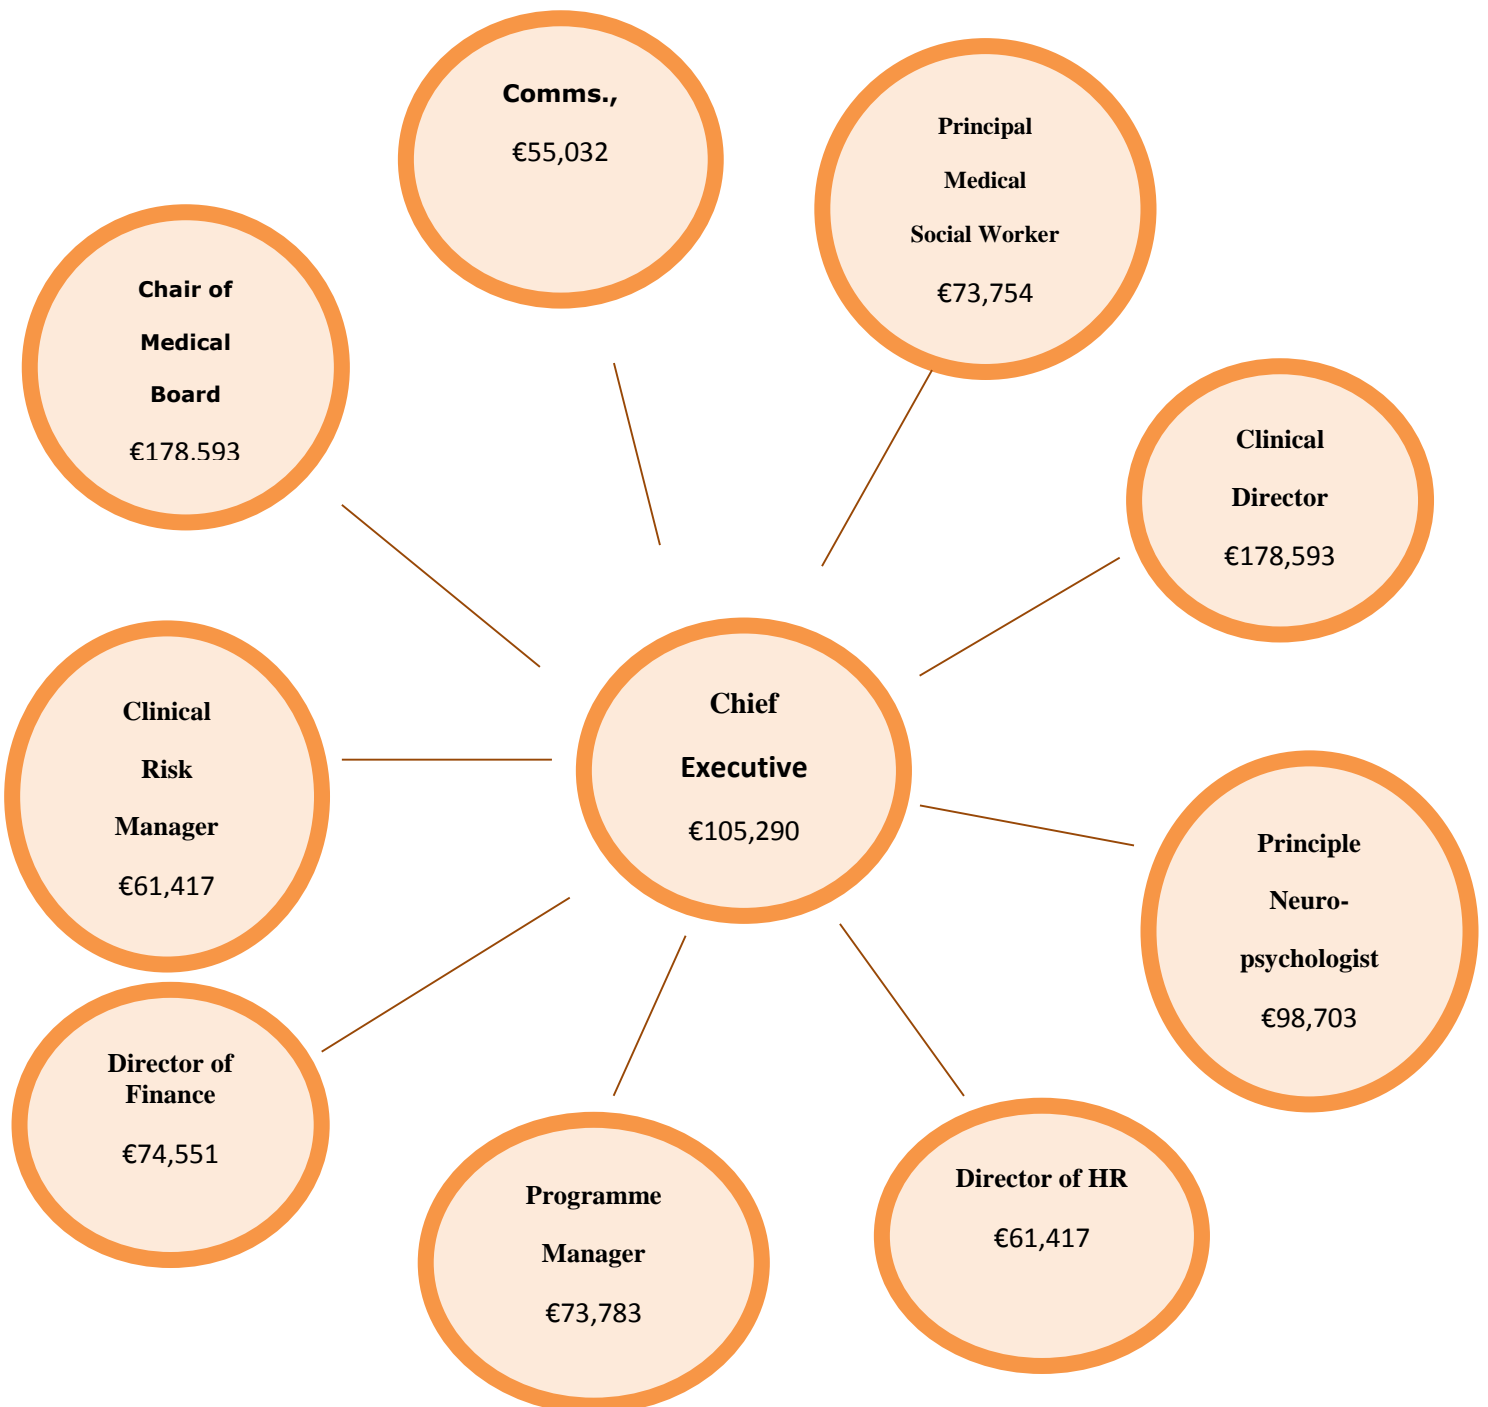 Comms.,
€55,032
Principal
Medical
Social Worker
€73,754
Chair of
Medical
Board
€178.593
Clinical
Director
€178,593
Clinical
Risk
Manager
€61,417
Chief
Executive
€105,290
Principle
Neuro-
psychologist
€98,703
Director of
Finance
€74,551
Programme
Manager
€73,783
Director of HR
€61,417